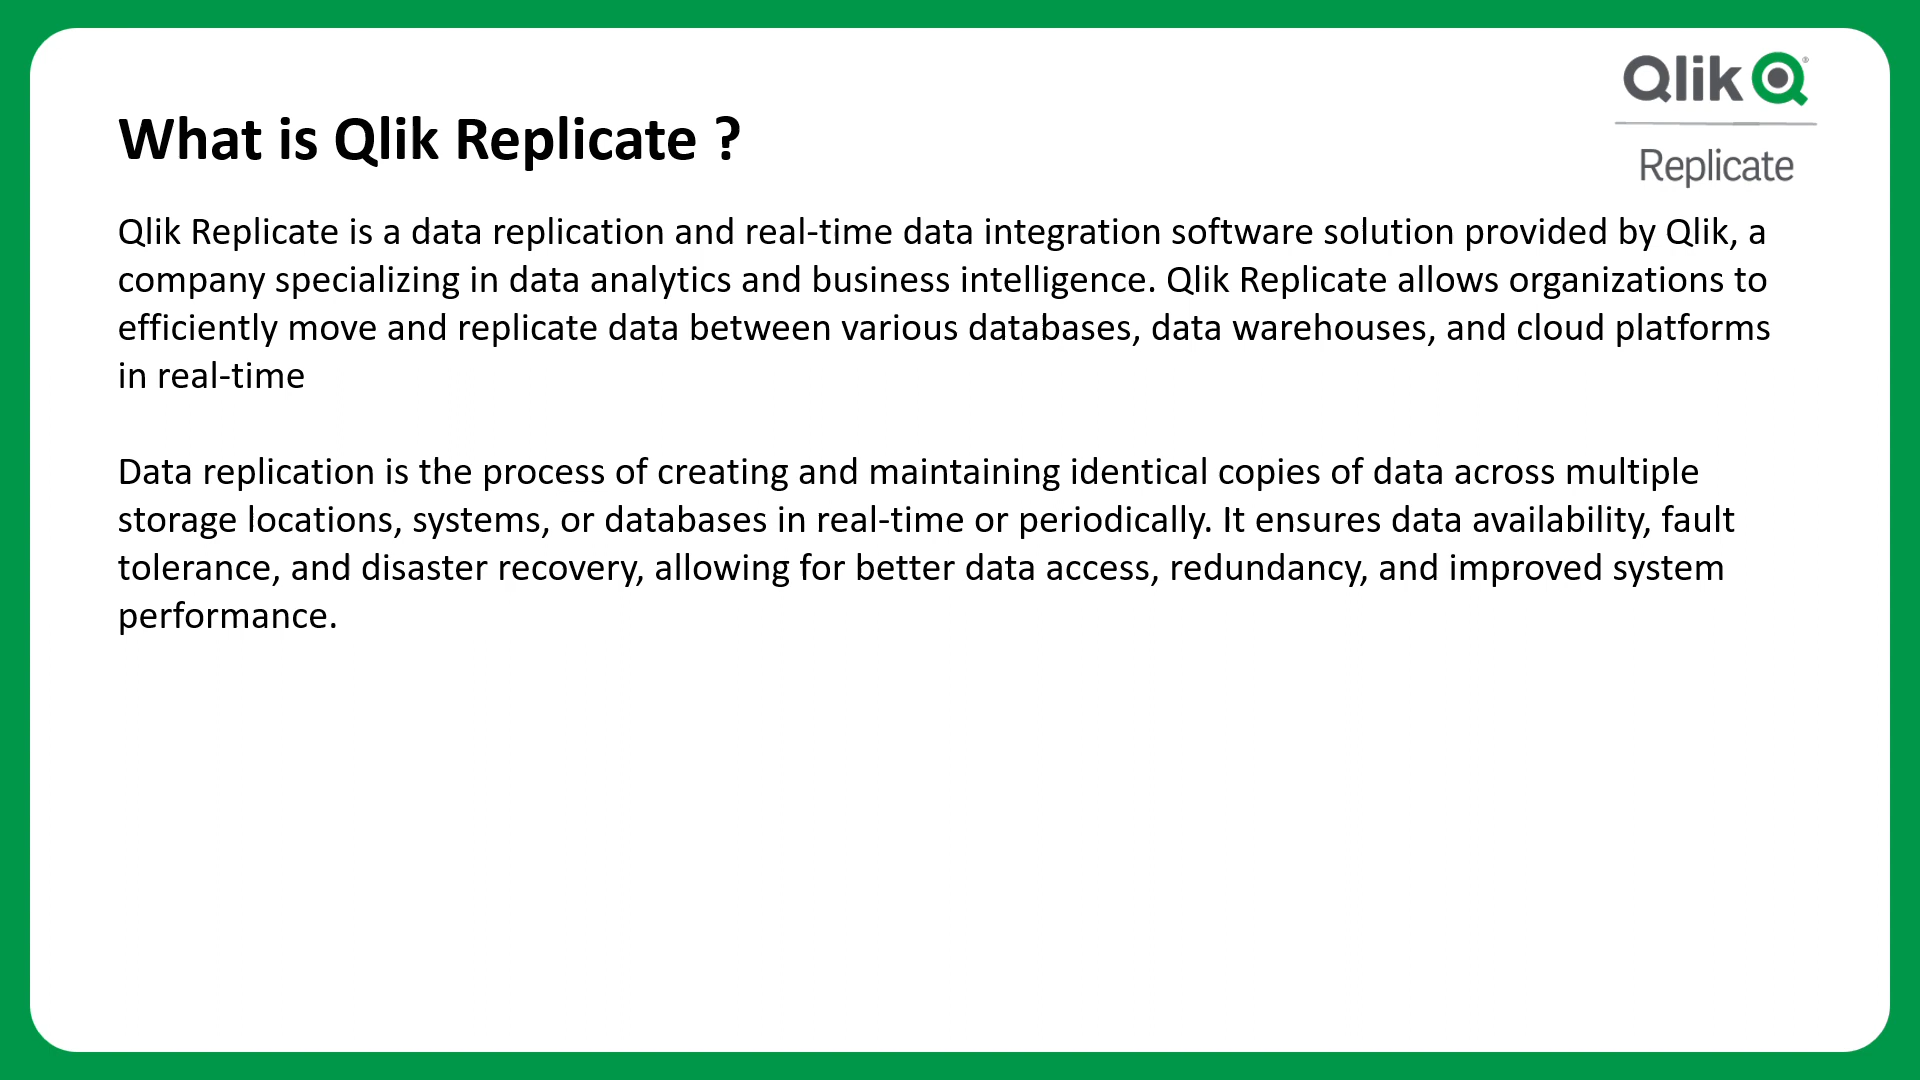 Qlik
Replicate
What is Qlik Replicate ?
Qlik Replicate is a data replication and real-time data integration software solution provided by Qlik, a
company specializing in data analytics and business intelligence. Qlik Replicate allows organizations to
efficiently move and replicate data between various databases, data warehouses, and cloud platforms
in real-time
Data replication is the process of creating and maintaining identical copies of data across multiple
storage locations, systems, or databases in real-time or periodically. It ensures data availability, fault
tolerance, and disaster recovery, allowing for better data access, redundancy, and improved system
performance.